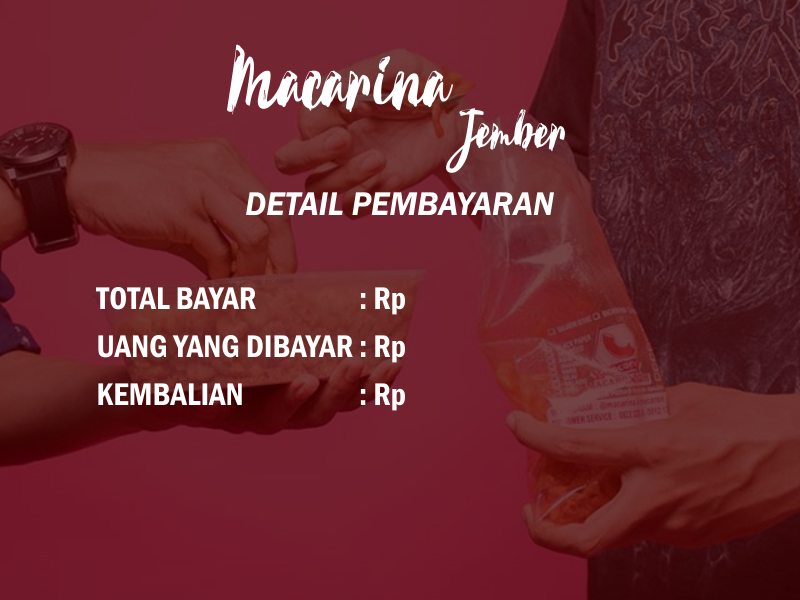 Macarina
Jember
DETAIL PEMBAYARAN
TOTAL BAYAR : Rp
UANG YANG DIBAYAR : Rp
KEMBALIAN : Rp